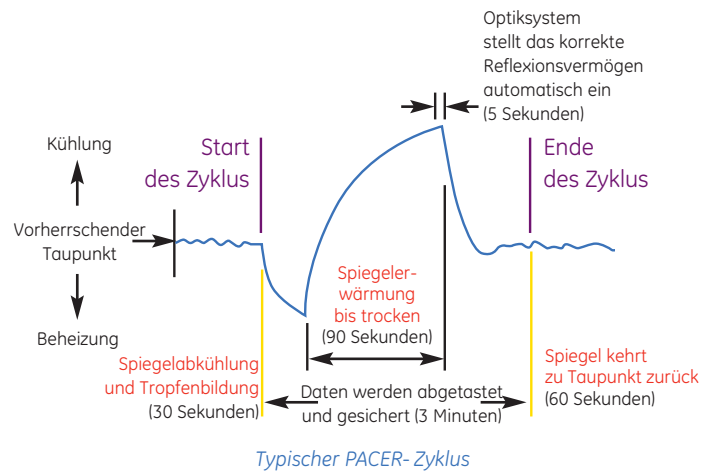 Optiksystem
stellt das korrekte
Reflexionsvermögen
automatisch ein
(5 Sekunden)
Kühlung
Start
des Zyklus
Ende
des Zyklus
Vorherrschender
Taupunkt
Beheizung
Spiegeler-
wärmung
bis trocken
(90 Sekunden)
Spiegelabkühlung
und Tropfenbildung
(30 Sekunden)
Daten werden abgetastet
und gesichert (3 Minuten)
Spiegel kehrt
zu Taupunkt zurück
(60 Sekunden)
Typischer PACER- Zyklus